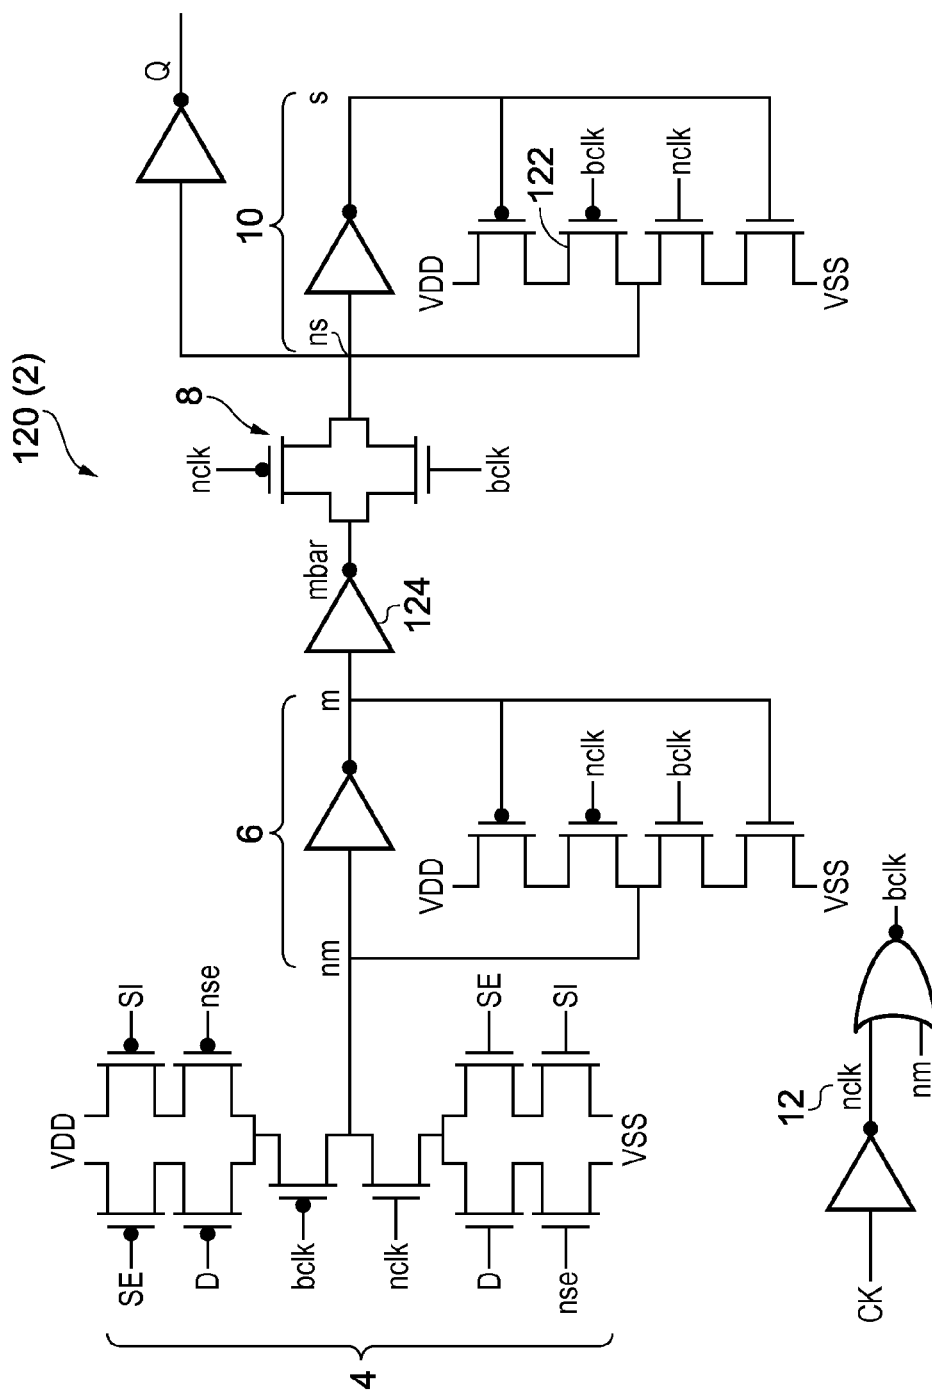 120 (2)
Q
10
s
ns
8
nclk
bclk
VDD
122
bclk
nclk
VSS
mbar
124
m
6
nm
VDD
nclk
bclk
VSS
SI
nse
VDD
SE
D
bclk
nclk
SE
SI
VSS
D
nse
4
CK
12
nclk
nm
bclk